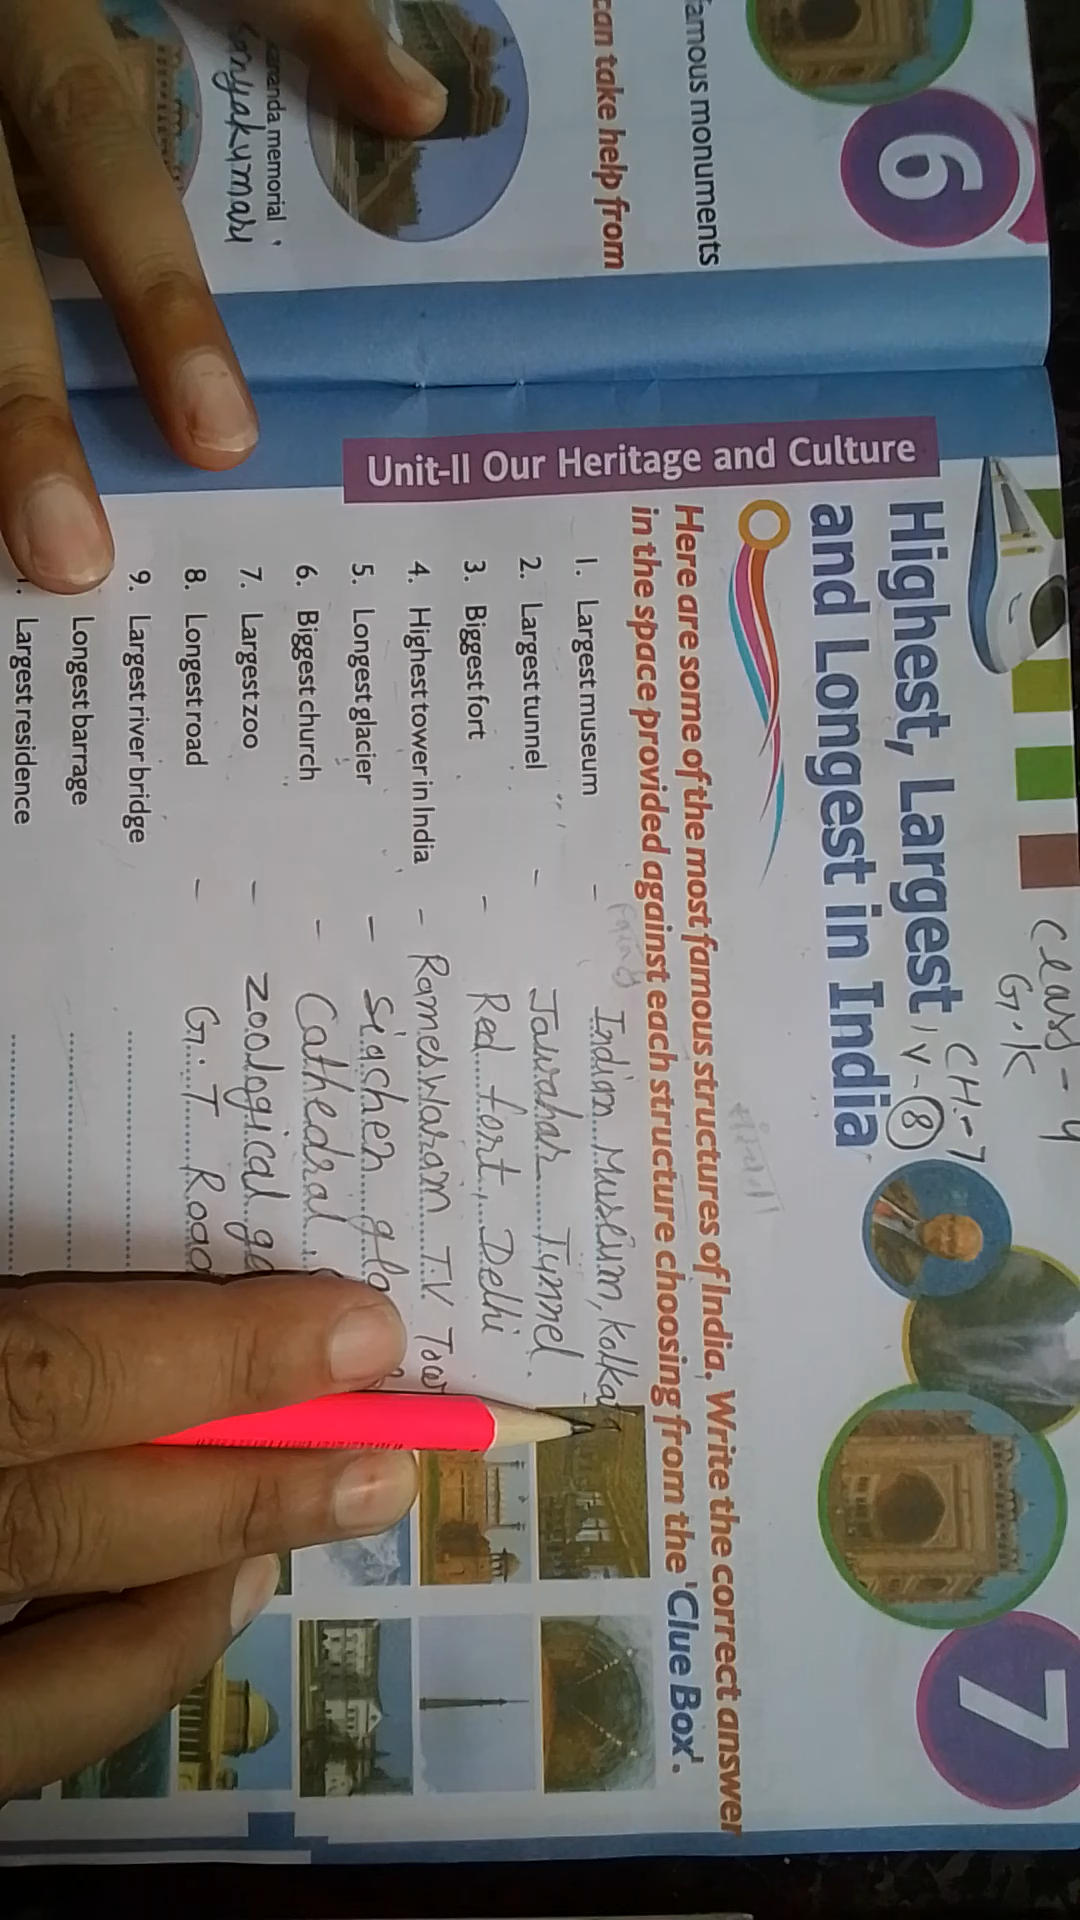 famous monuments
can take help from
nanda memorial
Kanyakumari
6
Class - 4
G.K
CH:-7
V-8
7
Unit-II Our Heritage and Culture
Highest, Largest
and Longest in India
Here are some of the most famous structures of India. Write the correct answer
in the space provided against each structure choosing from the 'Clue Box'.
1. Largest museum - Indian Museum, Kolka
2. Largest tunnel - Jawahar Tunnel.
3. Biggest fort - Red fort, Delhi
4. Highest tower in India - Rameswaram T.V. Tow
5. Longest glacier - Siachen gla
6. Biggest church - Cathedral
7. Largest zoo - Zoological ga
8. Longest road - G.T Road
9. Largest river bridge
Longest barrage
Largest residence